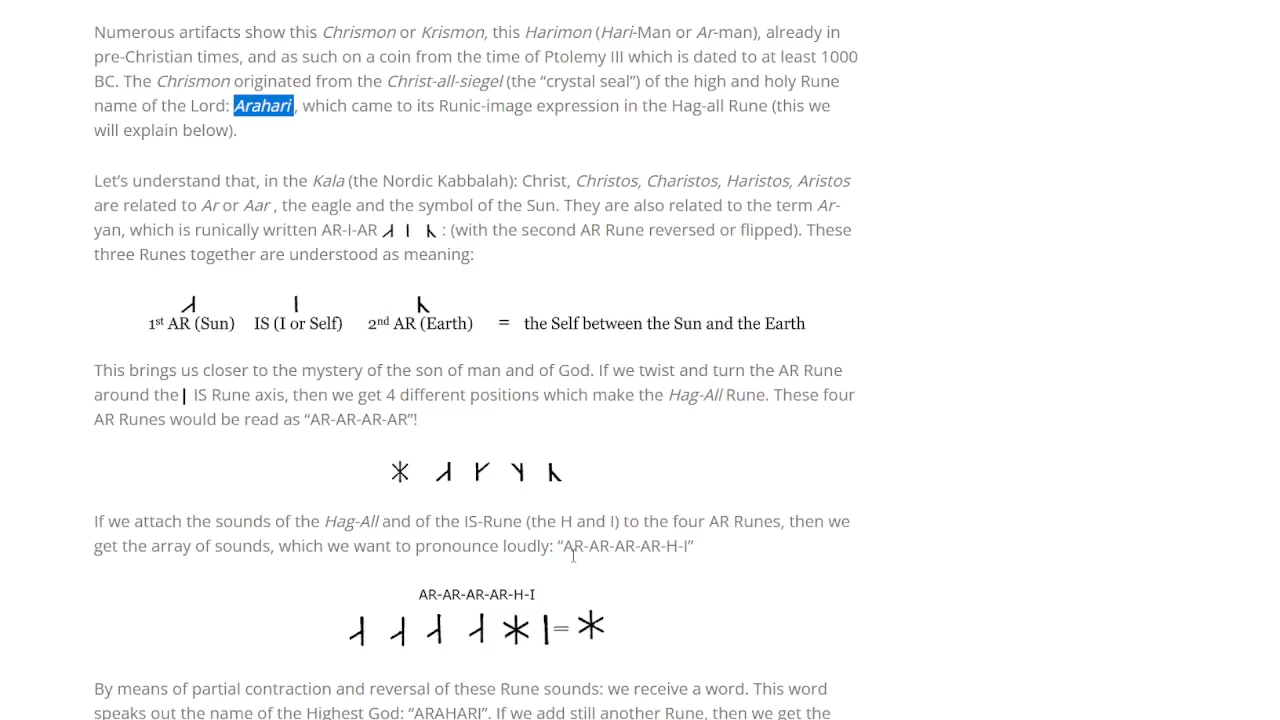 Numerous artifacts show this Chrismon or Krismon, this Harimon (Hari-Man or Ar-man), already in
pre-Christian times, and as such on a coin from the time of Ptolemy III which is dated to at least 1000
BC. The Chrismon originated from the Christ-all-siegel (the “crystal seal”) of the high and holy Rune
name of the Lord: Arahari, which came to its Runic-image expression in the Hag-all Rune (this we
will explain below).
Let’s understand that, in the Kala (the Nordic Kabbalah): Christ, Christos, Charistos, Haristos, Aristos
are related to Ar or Aar , the eagle and the symbol of the Sun. They are also related to the term Ar-
yan, which is runically written AR-I-AR : (with the second AR Rune reversed or flipped). These
three Runes together are understood as meaning:
1st AR (Sun) IS (I or Self) 2nd AR (Earth) = the Self between the Sun and the Earth
This brings us closer to the mystery of the son of man and of God. If we twist and turn the AR Rune
around the IS Rune axis, then we get 4 different positions which make the Hag-All Rune. These four
AR Runes would be read as “AR-AR-AR-AR”!
If we attach the sounds of the Hag-All and of the IS-Rune (the H and I) to the four AR Runes, then we
get the array of sounds, which we want to pronounce loudly: “AR-AR-AR-AR-H-I”
AR-AR-AR-AR-H-I
=
By means of partial contraction and reversal of these Rune sounds: we receive a word. This word
speaks out the name of the Highest God: “ARAHARI”. If we add still another Rune, then we get the